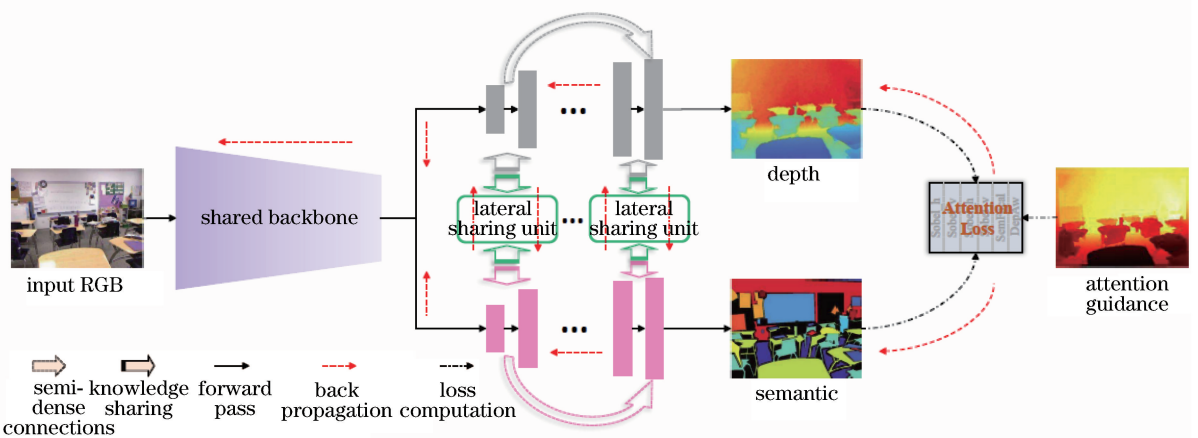 shared backbone
input RGB
lateral
sharing unit
...
lateral
sharing unit
...
...
depth
semantic
Sobel_h
Attention
Loss
attention
guidance
semi-
dense
connections
knowledge
sharing
forward
pass
back
propagation
loss
computation